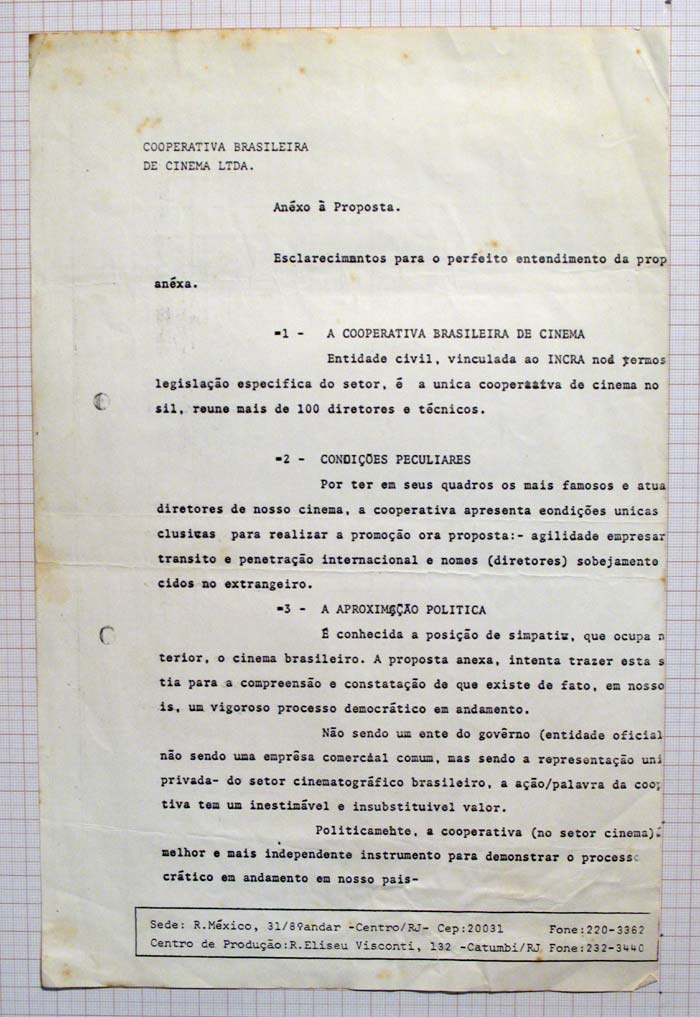 COOPERATIVA BRASILEIRA
DE CINEMA LTDA.
Anéxo à Proposta.
Esclarecimentos para o perfeito entendimento da prop
anéxa.
-1 - A COOPERATIVA BRASILEIRA DE CINEMA
Entidade civil, vinculada ao INCRA nod termos
legislação especifica do setor, é a unica cooperativa de cinema no
sil, reune mais de 100 diretores e técnicos.
-2 - CONDIÇÕES PECULIARES
Por ter em seus quadros os mais famosos e atua
diretores de nosso cinema, a cooperativa apresenta eondições unicas
clusivas para realizar a promoção ora proposta:- agilidade empresar
transito e penetração internacional e nomes (diretores) sobejamente
cidos no extrangeiro.
-3 - A APROXIMAÇÃO POLITICA
É conhecida a posição de simpatia, que ocupa n
terior, o cinema brasileiro. A proposta anexa, intenta trazer esta s
tia para a compreensão e constatação de que existe de fato, em nosso
is, um vigoroso processo democrático em andamento.
Não sendo um ente do govêrno (entidade oficial
não sendo uma emprêsa comercial comum, mas sendo a representação uni
privada- do setor cinematográfico brasileiro, a ação/palavra da coop
tiva tem um inestimável e insubstituivel valor.
Politicamehte, a cooperativa (no setor cinema)
melhor e mais independente instrumento para demonstrar o processo
crático em andamento em nosso pais-
Sede: R.México, 31/89andar -Centro/RJ- Cep:20031 Fone:220-3362
Centro de Produção:R.Eliseu Visconti, 132 -Catumbi/RJ Fone:232-3440